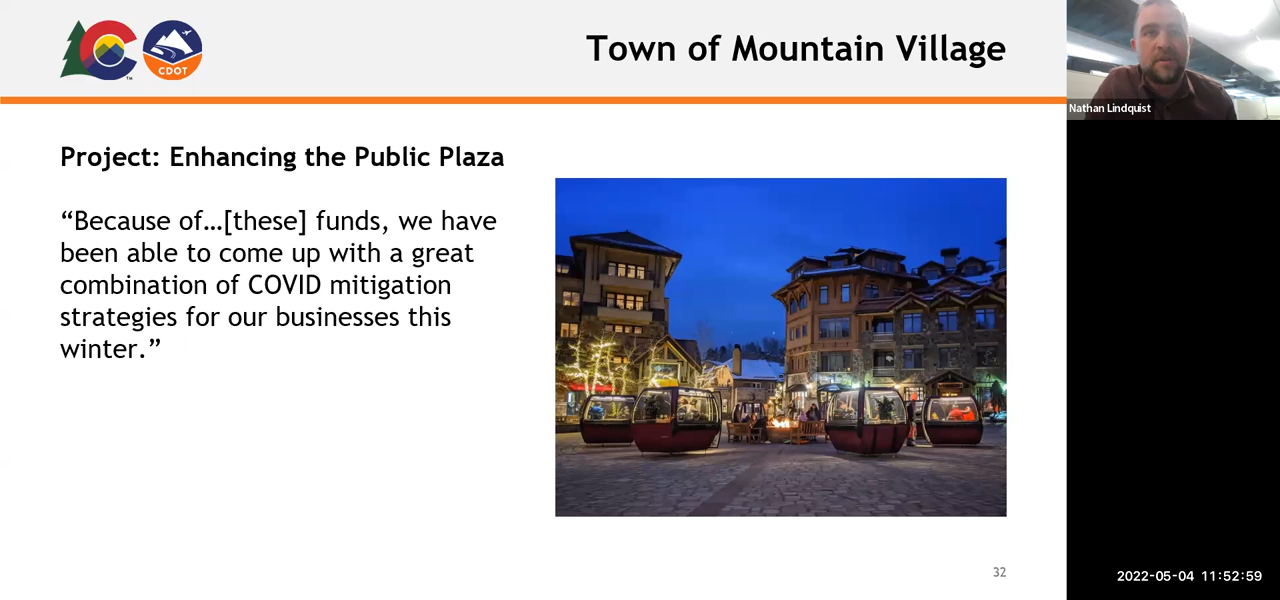 CDOT
Town of Mountain Village
Nathan Lindquist
Project: Enhancing the Public Plaza
“Because of…[these] funds, we have
been able to come up with a great
combination of COVID mitigation
strategies for our businesses this
winter.”
32
2022-05-04 11:52:59